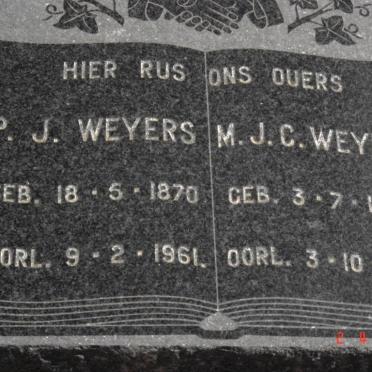 HIER RUS ONS OUERS
P. J. WEYERS M.J.C. WEY
GEB. 18·5·1870 GEB. 3·7·
OORL. 9·2·1961. OORL. 3·10